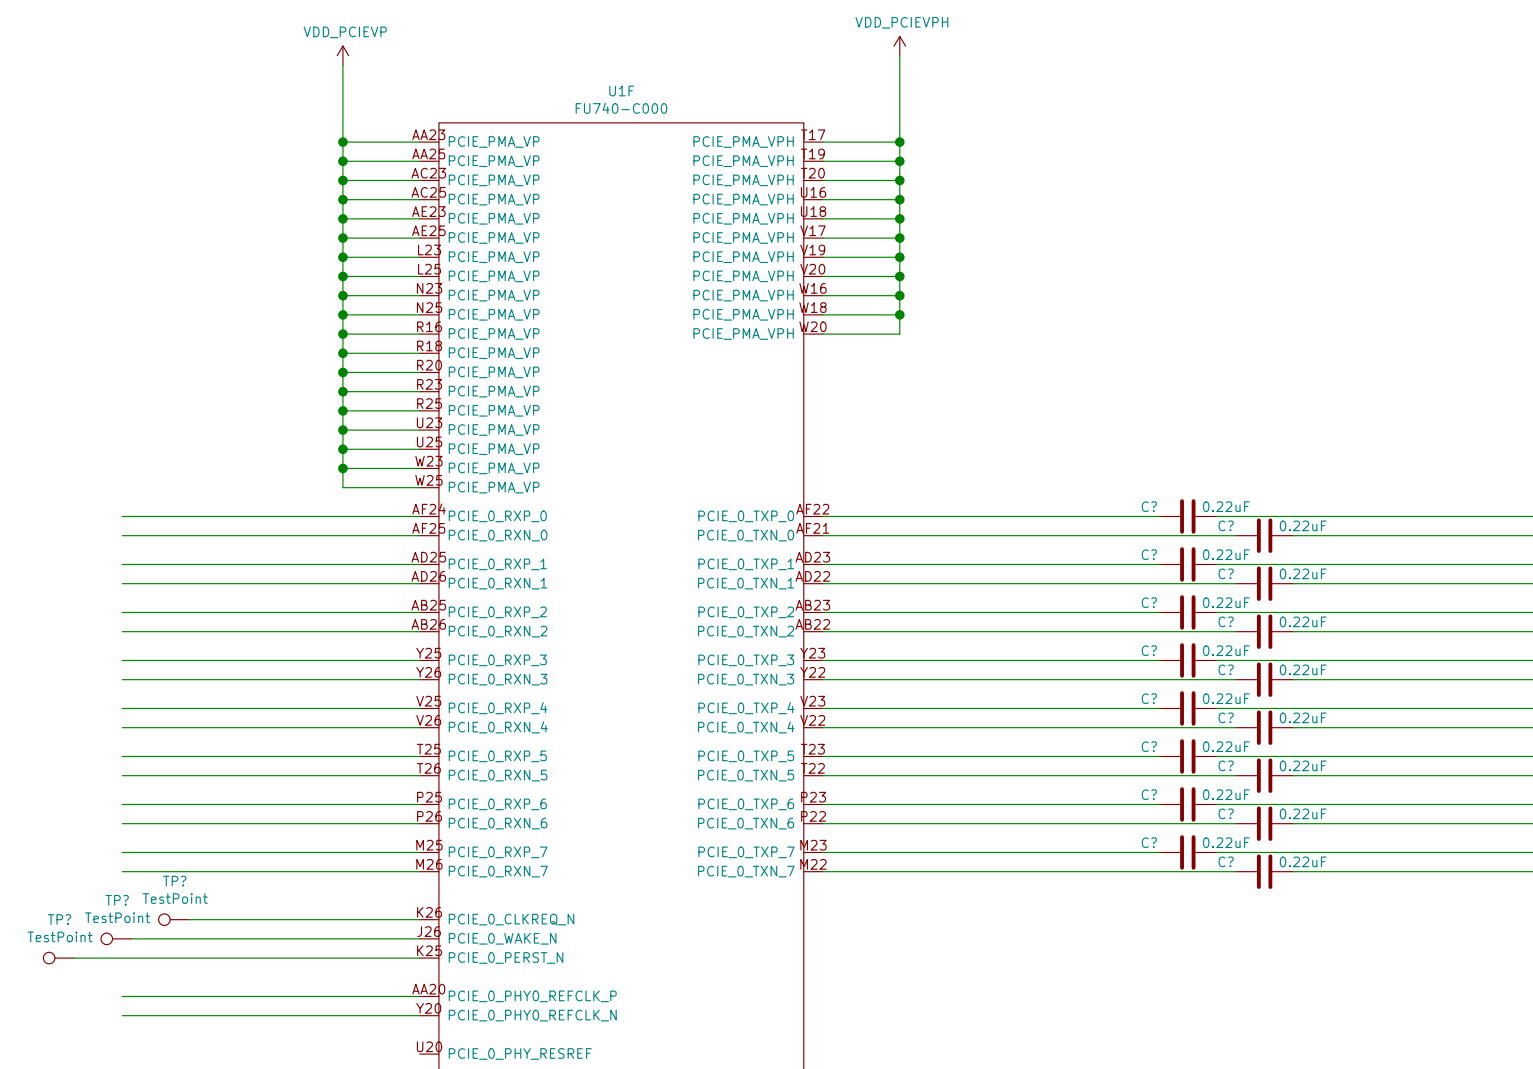 VDD_PCIEVP
VDD_PCIEVPH
U1F
FU740-C000
AA23 PCIE_PMA_VP PCIE_PMA_VPH T17
AA25 PCIE_PMA_VP PCIE_PMA_VPH T19
AC23 PCIE_PMA_VP PCIE_PMA_VPH T20
AC25 PCIE_PMA_VP PCIE_PMA_VPH U16
AE23 PCIE_PMA_VP PCIE_PMA_VPH U18
AE25 PCIE_PMA_VP PCIE_PMA_VPH V17
L23 PCIE_PMA_VP PCIE_PMA_VPH V19
L25 PCIE_PMA_VP PCIE_PMA_VPH V20
N23 PCIE_PMA_VP PCIE_PMA_VPH W16
N25 PCIE_PMA_VP PCIE_PMA_VPH W18
R16 PCIE_PMA_VP PCIE_PMA_VPH W20
R18 PCIE_PMA_VP
R20 PCIE_PMA_VP
R23 PCIE_PMA_VP
R25 PCIE_PMA_VP
U23 PCIE_PMA_VP
U25 PCIE_PMA_VP
W23 PCIE_PMA_VP
W25 PCIE_PMA_VP
AF24 PCIE_0_RXP_0 PCIE_0_TXP_0 AF22 C? 0.22uF
AF25 PCIE_0_RXN_0 PCIE_0_TXN_0 AF21 C? 0.22uF
AD25 PCIE_0_RXP_1 PCIE_0_TXP_1 AD23 C? 0.22uF
AD26 PCIE_0_RXN_1 PCIE_0_TXN_1 AD22 C? 0.22uF
AB25 PCIE_0_RXP_2 PCIE_0_TXP_2 AB23 C? 0.22uF
AB26 PCIE_0_RXN_2 PCIE_0_TXN_2 AB22 C? 0.22uF
Y25 PCIE_0_RXP_3 PCIE_0_TXP_3 Y23 C? 0.22uF
Y26 PCIE_0_RXN_3 PCIE_0_TXN_3 Y22 C? 0.22uF
V25 PCIE_0_RXP_4 PCIE_0_TXP_4 V23 C? 0.22uF
V26 PCIE_0_RXN_4 PCIE_0_TXN_4 V22 C? 0.22uF
T25 PCIE_0_RXP_5 PCIE_0_TXP_5 T23 C? 0.22uF
T26 PCIE_0_RXN_5 PCIE_0_TXN_5 T22 C? 0.22uF
P25 PCIE_0_RXP_6 PCIE_0_TXP_6 P23 C? 0.22uF
P26 PCIE_0_RXN_6 PCIE_0_TXN_6 P22 C? 0.22uF
M25 PCIE_0_RXP_7 PCIE_0_TXP_7 M23 C? 0.22uF
M26 PCIE_0_RXN_7 PCIE_0_TXN_7 M22 C? 0.22uF
TP?
TestPoint
K26 PCIE_0_CLKREQ_N
TP?
TestPoint
J26 PCIE_0_WAKE_N
TP?
TestPoint
K25 PCIE_0_PERST_N
AA20 PCIE_0_PHY0_REFCLK_P
Y20 PCIE_0_PHY0_REFCLK_N
U20 PCIE_0_PHY_RESREF